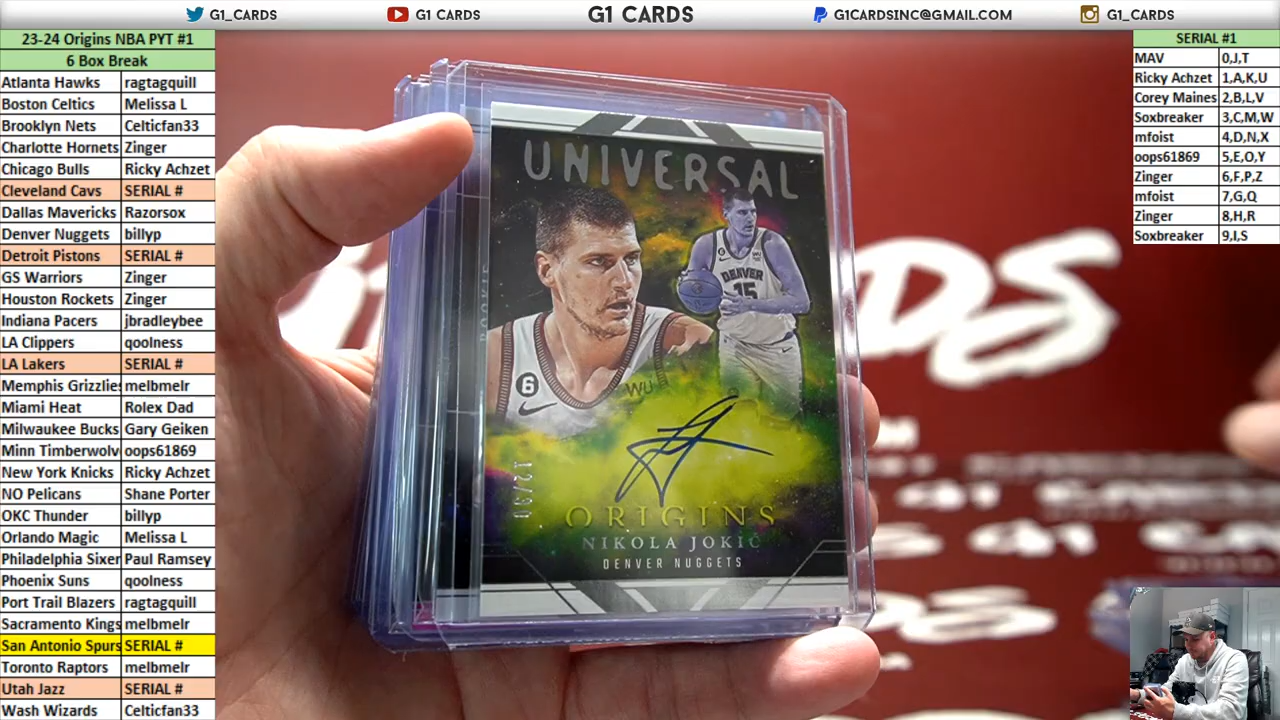 G1_CARDS
G1 CARDS
G1 CARDS
G1CARDSINC@GMAIL.COM
G1_CARDS
23-24 Origins NBA PYT #1
6 Box Break
Atlanta Hawks ragtagquill
Boston Celtics Melissa L
Brooklyn Nets Celticfan33
Charlotte Hornets Zinger
Chicago Bulls Ricky Achzet
Cleveland Cavs SERIAL #
Dallas Mavericks Razorsox
Denver Nuggets billyp
Detroit Pistons SERIAL #
GS Warriors Zinger
Houston Rockets Zinger
Indiana Pacers jbradleybee
LA Clippers qoolness
LA Lakers SERIAL #
Memphis Grizzlies melbmelr
Miami Heat Rolex Dad
Milwaukee Bucks Gary Geiken
Minn Timberwolv oops61869
New York Knicks Ricky Achzet
NO Pelicans Shane Porter
OKC Thunder billyp
Orlando Magic Melissa L
Philadelphia Sixer Paul Ramsey
Phoenix Suns qoolness
Port Trail Blazers ragtagquill
Sacramento Kings melbmelr
San Antonio Spurs SERIAL #
Toronto Raptors melbmelr
Utah Jazz SERIAL #
Wash Wizards Celticfan33
SERIAL #1
MAV 0,J,T
Ricky Achzet 1,A,K,U
Corey Maines 2,B,L,V
Soxbreaker 3,C,M,W
mfoist 4,D,N,X
oops61869 5,E,O,Y
Zinger 6,F,P,Z
mfoist 7,G,Q
Zinger 8,H,R
Soxbreaker 9,I,S
UNIVERSAL
DENVER
15
6
ROOKIE
ORIGINS
NIKOLA JOKIĆ
DENVER NUGGETS